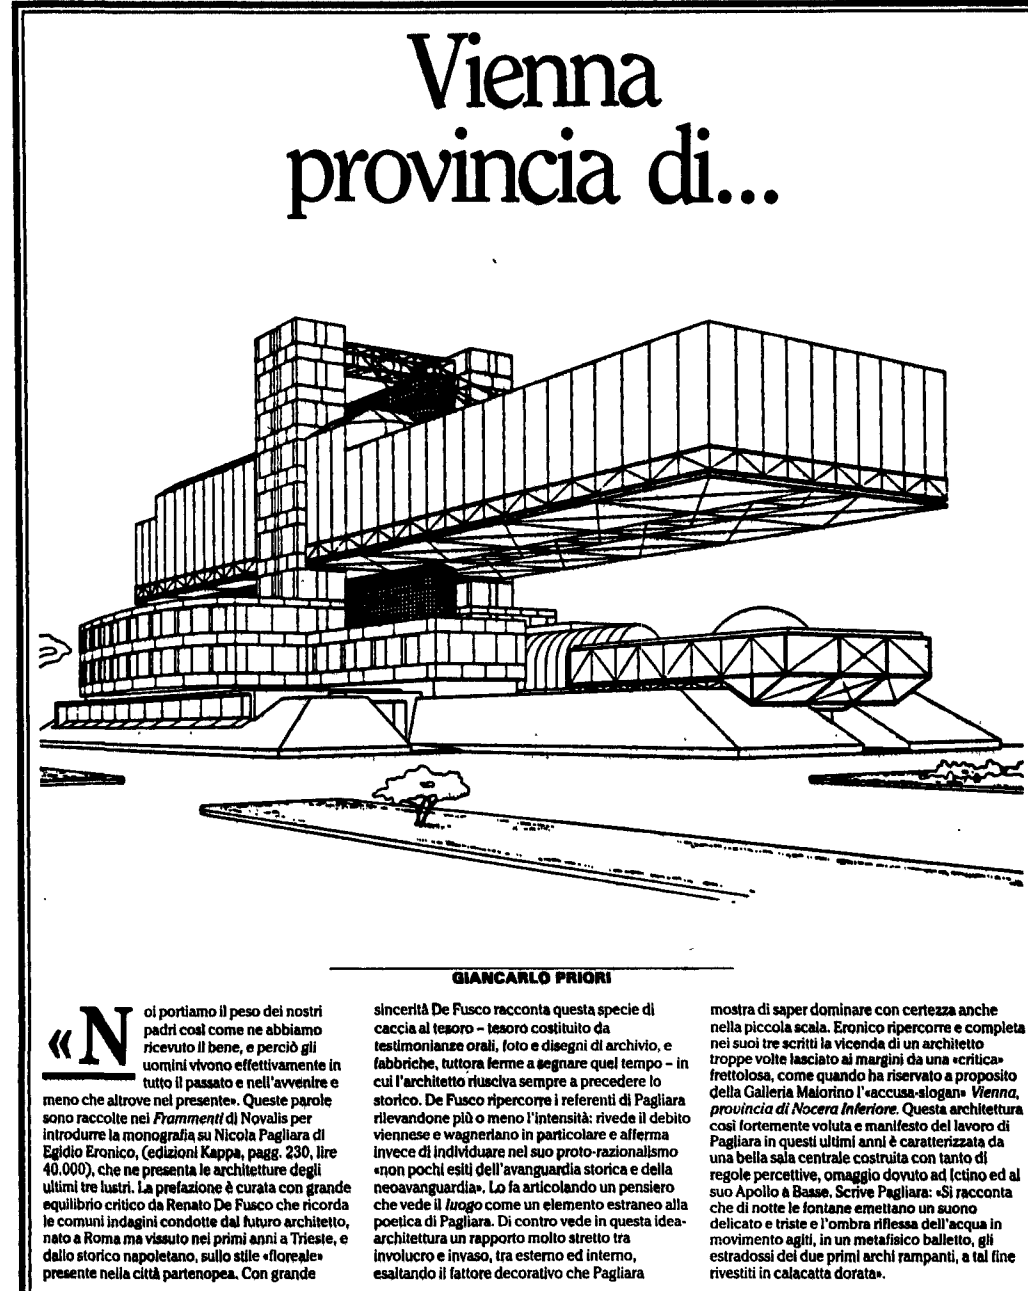 Vienna
provincia di...
GIANCARLO PRIORI
«Noi portiamo il peso dei nostri
padri così come ne abbiamo
ricevuto il bene, e perciò gli
uomini vivono effettivamente in
tutto il passato e nell'avvenire e
meno che altrove nel presente». Queste parole
sono raccolte nei Frammenti di Novalis per
introdurre la monografia su Nicola Pagliara di
Egidio Eronico, (edizioni Kappa, pagg. 230, lire
40.000), che ne presenta le architetture degli
ultimi tre lustri. La prefazione è curata con grande
equilibrio critico da Renato De Fusco che ricorda
le comuni indagini condotte dal futuro architetto,
nato a Roma ma vissuto nei primi anni a Trieste, e
dallo storico napoletano, sullo stile «floreale»
presente nella città partenopea. Con grande
sincerità De Fusco racconta questa specie di
caccia al tesoro – tesoro costituito da
testimonianze orali, foto e disegni di archivio, e
fabbriche, tuttora ferme a segnare quel tempo – in
cui l'architetto riusciva sempre a precedere lo
storico. De Fusco ripercorre i referenti di Pagliara
rilevandone più o meno l'intensità: rivede il debito
viennese e wagneriano in particolare e afferma
invece di individuare nel suo proto-razionalismo
«non pochi esiti dell'avanguardia storica e della
neoavanguardia». Lo fa articolando un pensiero
che vede il luogo come un elemento estraneo alla
poetica di Pagliara. Di contro vede in questa idea-
architettura un rapporto molto stretto tra
involucro e invaso, tra esterno ed interno,
esaltando il fattore decorativo che Pagliara
mostra di saper dominare con certezza anche
nella piccola scala. Eronico ripercorre e completa
nei suoi tre scritti la vicenda di un architetto
troppe volte lasciato ai margini da una «critica»
frettolosa, come quando ha riservato a proposito
della Galleria Maiorino l'«accusa-slogan» Vienna,
provincia di Nocera Inferiore. Questa architettura
così fortemente voluta e manifesto del lavoro di
Pagliara in questi ultimi anni è caratterizzata da
una bella sala centrale costruita con tanto di
regole percettive, omaggio dovuto ad Ictino ed al
suo Apollo a Basse. Scrive Pagliara: «Si racconta
che di notte le fontane emettano un suono
delicato e triste e l'ombra riflessa dell'acqua in
movimento agiti, in un metafisico balletto, gli
estradossi dei due primi archi rampanti, a tal fine
rivestiti in calacatta dorata».